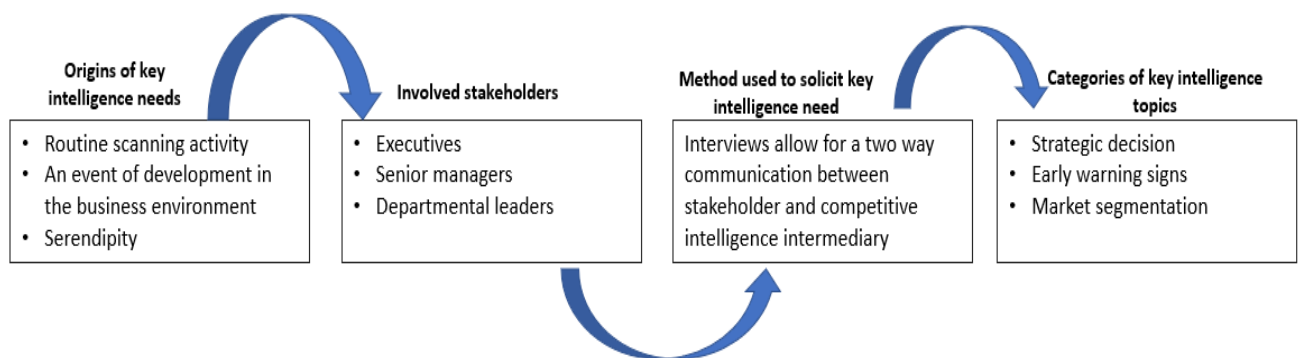 Origins of key
intelligence needs
• Routine scanning activity
• An event of development in
the business environment
• Serendipity
Involved stakeholders
• Executives
• Senior managers
• Departmental leaders
Method used to solicit key
intelligence need
Interviews allow for a two way
communication between
stakeholder and competitive
intelligence intermediary
Categories of key intelligence
topics
• Strategic decision
• Early warning signs
• Market segmentation